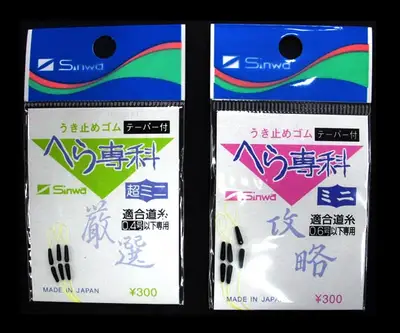 Sinwa
うき止めゴム テーパー付
へら専科
Sinwa
超ミニ
適合道糸
0.4号以下専用
厳選
MADE IN JAPAN
¥300
Sinwa
うき止めゴム テーパー付
へら専科
Sinwa
ミニ
適合道糸
0.6号以下専用
攻略
MADE IN JAPAN
¥300